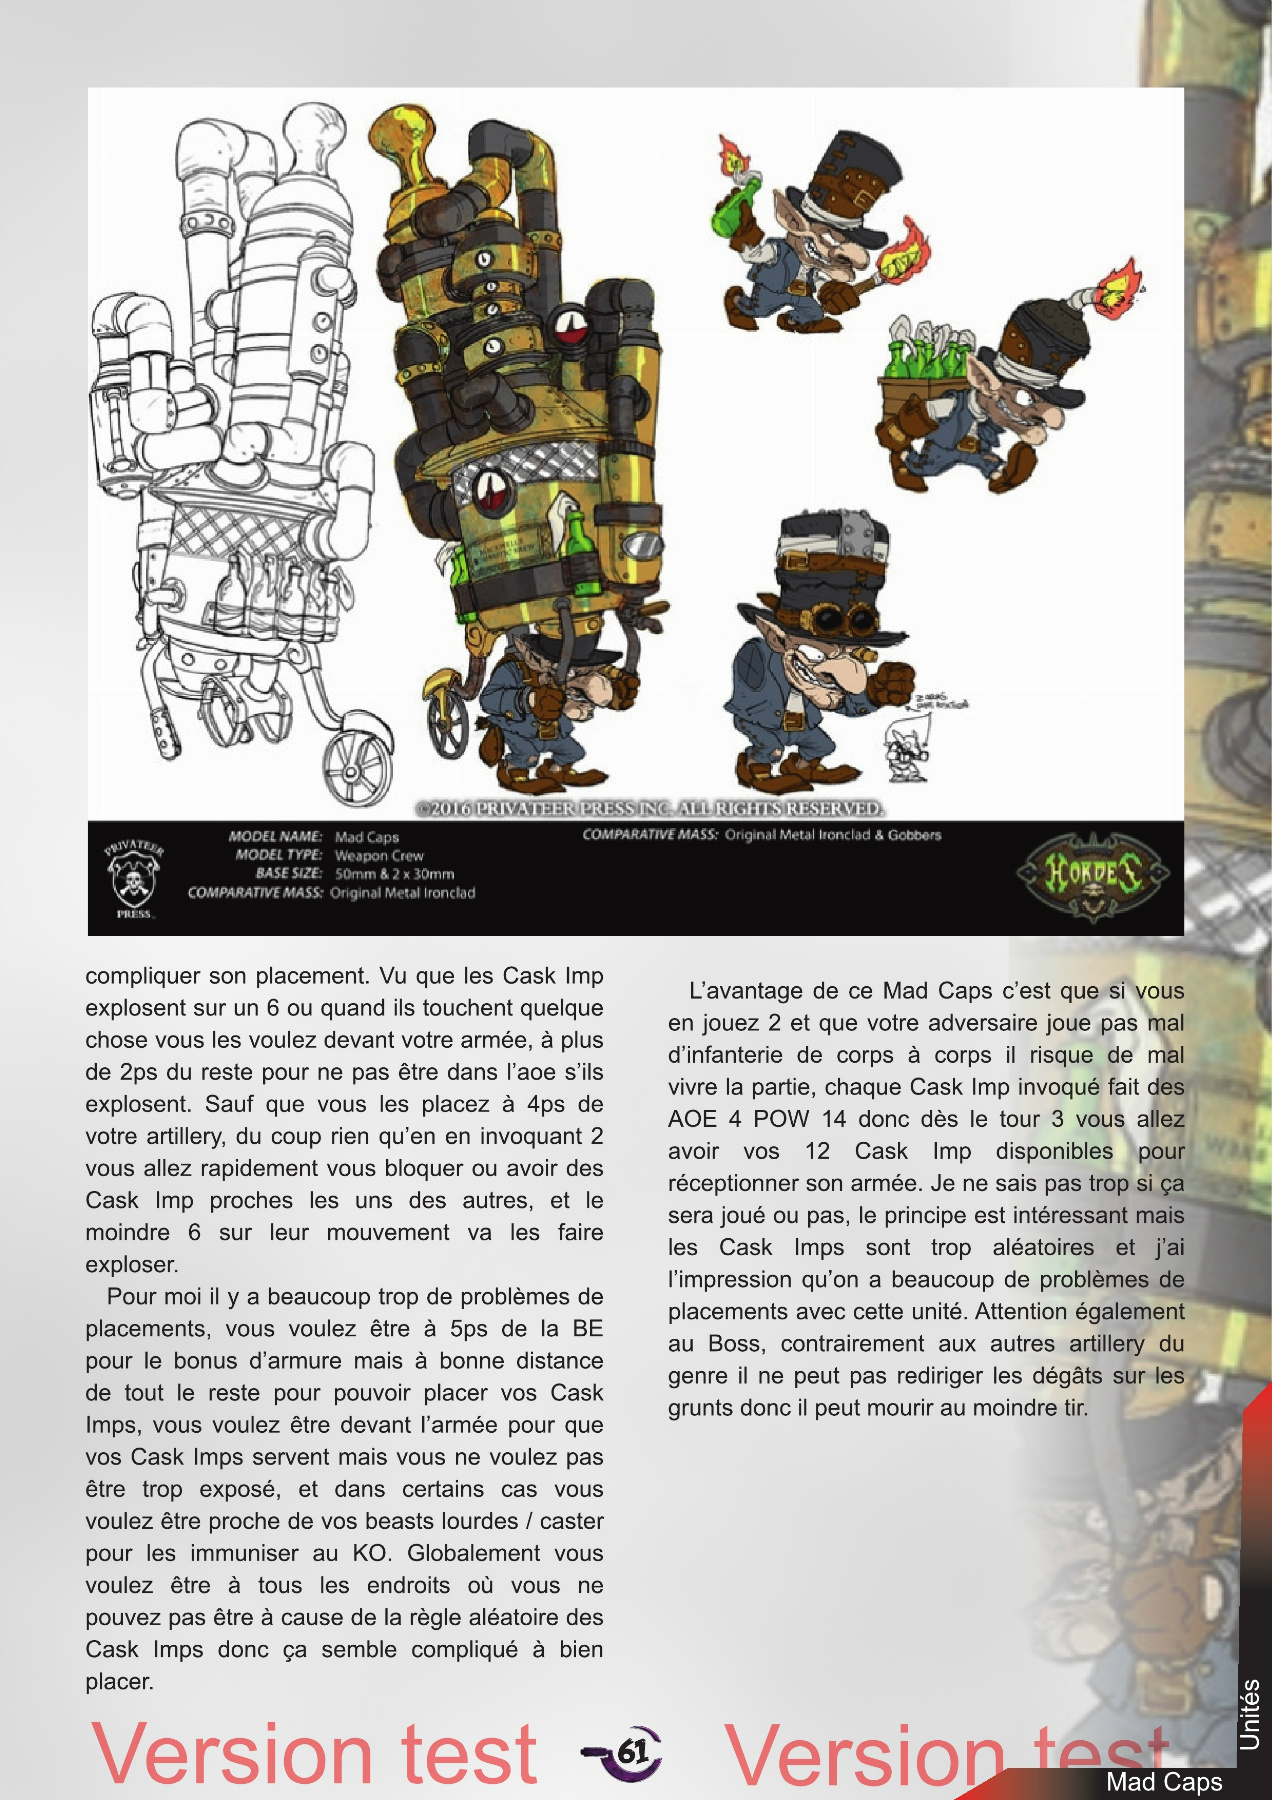 ©2016 PRIVATEER PRESS INC. ALL RIGHTS RESERVED.
PRIVATEER
PRESS
MODEL NAME: Mad Caps
MODEL TYPE: Weapon Crew
BASE SIZE: 50mm & 2 x 30mm
COMPARATIVE MASS: Original Metal Ironclad
COMPARATIVE MASS: Original Metal Ironclad & Gobbers
HORDES
compliquer son placement. Vu que les Cask Imp
explosent sur un 6 ou quand ils touchent quelque
chose vous les voulez devant votre armée, à plus
de 2ps du reste pour ne pas être dans l’aoe s’ils
explosent. Sauf que vous les placez à 4ps de
votre artillery, du coup rien qu’en en invoquant 2
vous allez rapidement vous bloquer ou avoir des
Cask Imp proches les uns des autres, et le
moindre 6 sur leur mouvement va les faire
exploser.
Pour moi il y a beaucoup trop de problèmes de
placements, vous voulez être à 5ps de la BE
pour le bonus d’armure mais à bonne distance
de tout le reste pour pouvoir placer vos Cask
Imps, vous voulez être devant l’armée pour que
vos Cask Imps servent mais vous ne voulez pas
être trop exposé, et dans certains cas vous
voulez être proche de vos beasts lourdes / caster
pour les immuniser au KO. Globalement vous
voulez être à tous les endroits où vous ne
pouvez pas être à cause de la règle aléatoire des
Cask Imps donc ça semble compliqué à bien
placer.
L’avantage de ce Mad Caps c’est que si vous
en jouez 2 et que votre adversaire joue pas mal
d’infanterie de corps à corps il risque de mal
vivre la partie, chaque Cask Imp invoqué fait des
AOE 4 POW 14 donc dès le tour 3 vous allez
avoir vos 12 Cask Imp disponibles pour
réceptionner son armée. Je ne sais pas trop si ça
sera joué ou pas, le principe est intéressant mais
les Cask Imps sont trop aléatoires et j’ai
l’impression qu’on a beaucoup de problèmes de
placements avec cette unité. Attention également
au Boss, contrairement aux autres artillery du
genre il ne peut pas rediriger les dégâts sur les
grunts donc il peut mourir au moindre tir.
Unités
Version test
61
Version test
Mad Caps